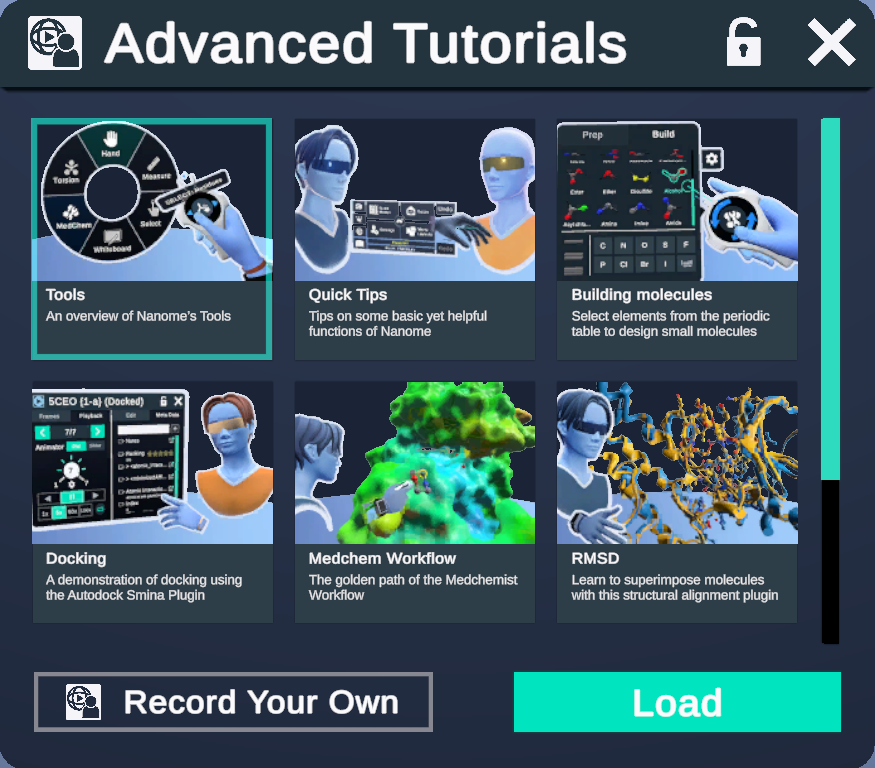 Advanced Tutorials
Hand
Torsion
Measure
MedChem
Select
Whiteboard
Prep
Build
Ester
Ether
Disulfide
Alcohol
Amine
Imine
Amide
C N O S F
P Cl Br I
Tools
An overview of Nanome's Tools
Quick Tips
Tips on some basic yet helpful
functions of Nanome
Building molecules
Select elements from the periodic
table to design small molecules
5CEO {1-a} (Docked)
Frames
Playback
Edit
Meta Data
7/7
Animator
Docking
A demonstration of docking using
the Autodock Smina Plugin
Medchem Workflow
The golden path of the Medchemist
Workflow
RMSD
Learn to superimpose molecules
with this structural alignment plugin
Record Your Own
Load